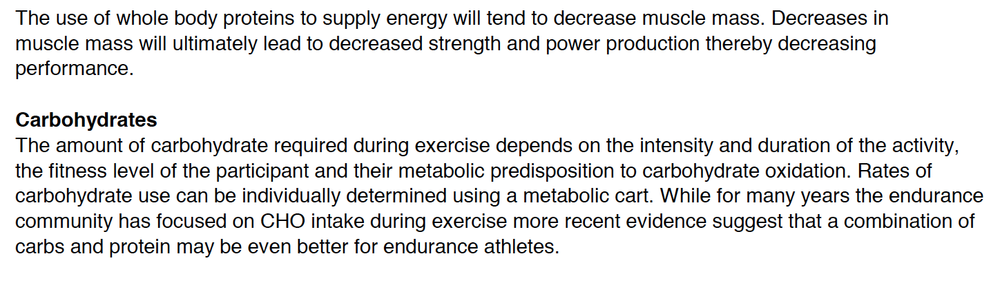 The use of whole body proteins to supply energy will tend to decrease muscle mass. Decreases in
muscle mass will ultimately lead to decreased strength and power production thereby decreasing
performance.
Carbohydrates
The amount of carbohydrate required during exercise depends on the intensity and duration of the activity,
the fitness level of the participant and their metabolic predisposition to carbohydrate oxidation. Rates of
carbohydrate use can be individually determined using a metabolic cart. While for many years the endurance
community has focused on CHO intake during exercise more recent evidence suggest that a combination of
carbs and protein may be even better for endurance athletes.